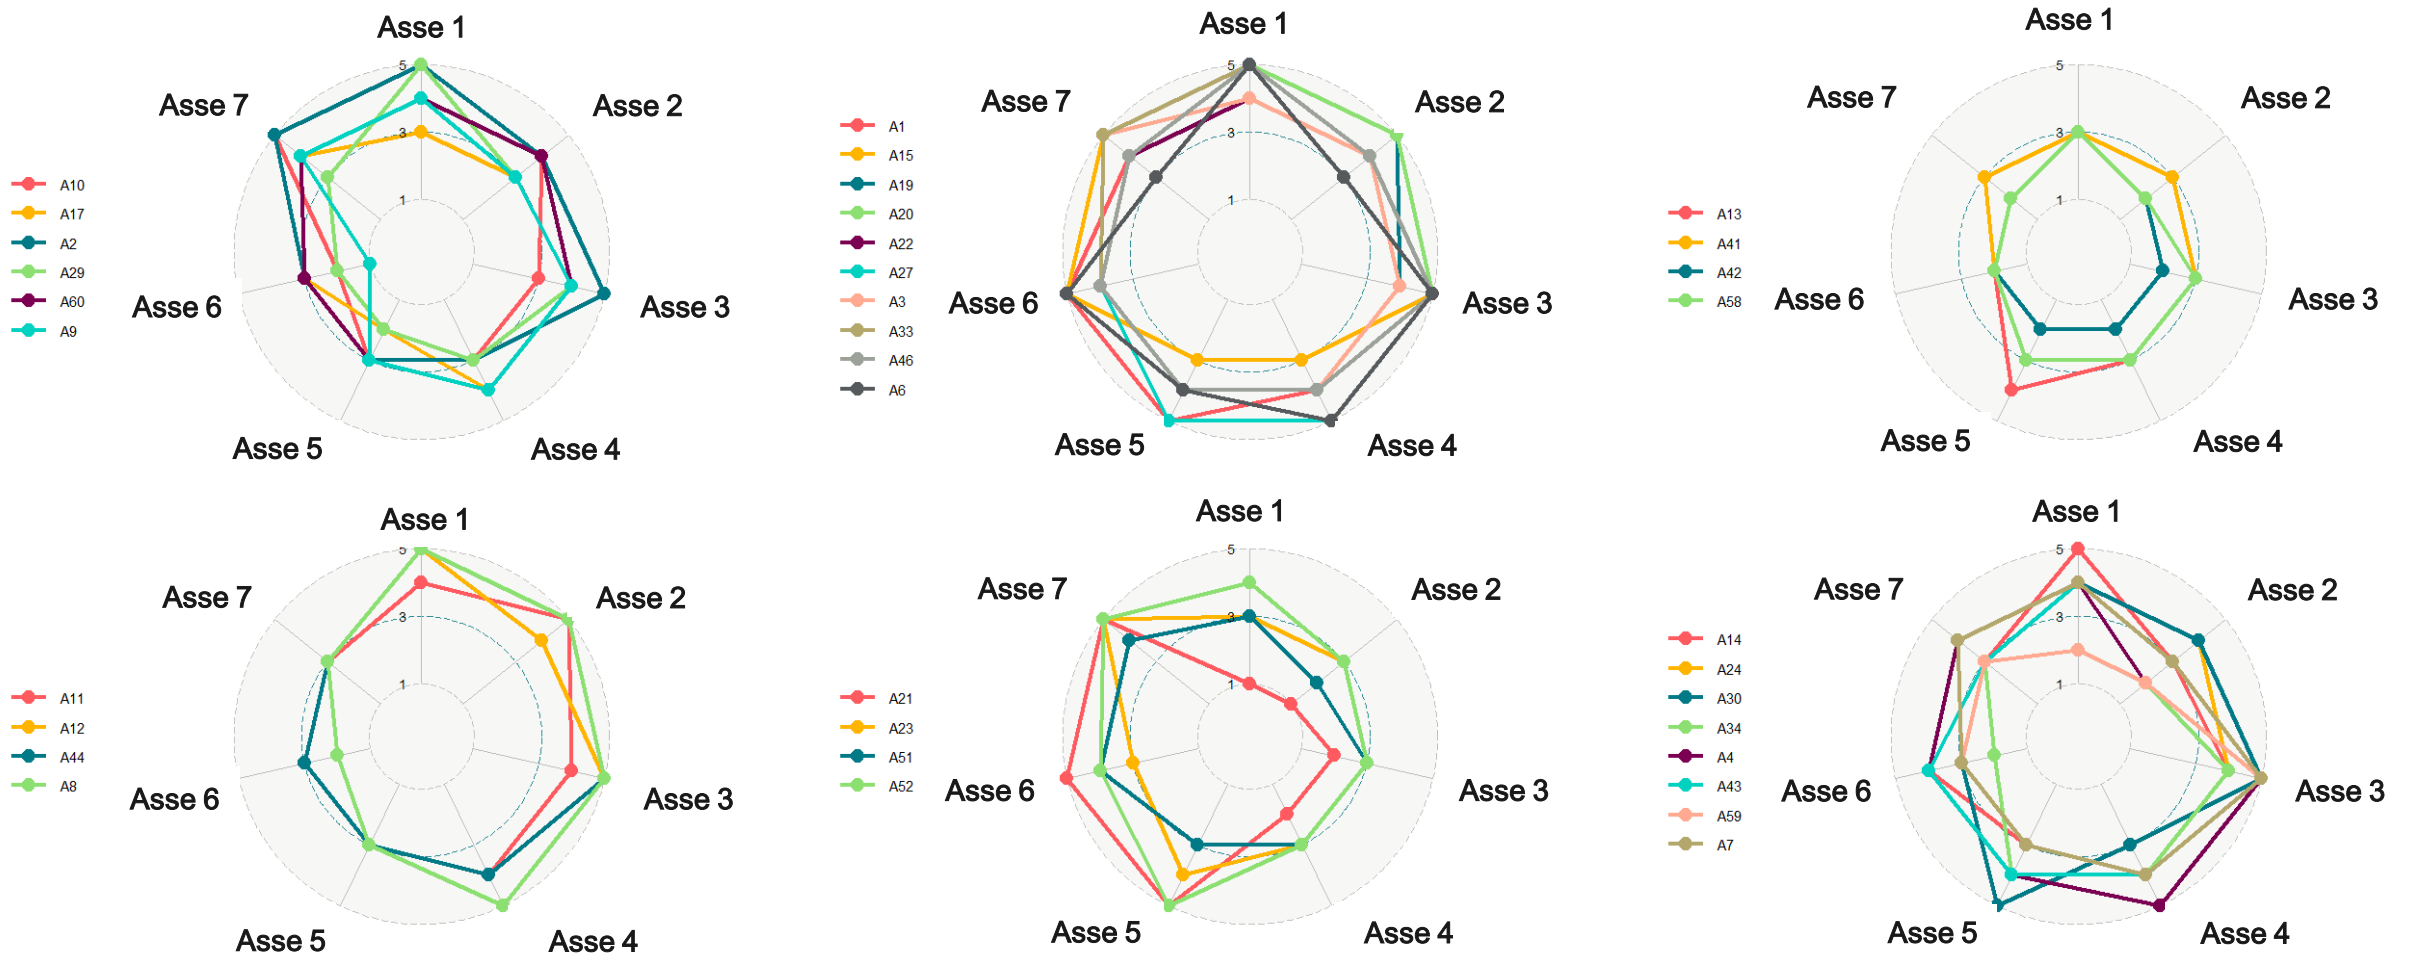 Asse 1
Asse 2
Asse 3
Asse 4
Asse 5
Asse 6
Asse 7
5
3
1
A10
A17
A2
A29
A60
A9
Asse 1
Asse 2
Asse 3
Asse 4
Asse 5
Asse 6
Asse 7
5
3
1
A1
A15
A19
A20
A22
A27
A3
A33
A46
A6
Asse 1
Asse 2
Asse 3
Asse 4
Asse 5
Asse 6
Asse 7
5
3
1
A13
A41
A42
A58
Asse 1
Asse 2
Asse 3
Asse 4
Asse 5
Asse 6
Asse 7
5
3
1
A11
A12
A44
A8
Asse 1
Asse 2
Asse 3
Asse 4
Asse 5
Asse 6
Asse 7
5
3
1
A21
A23
A51
A52
Asse 1
Asse 2
Asse 3
Asse 4
Asse 5
Asse 6
Asse 7
5
3
1
A14
A24
A30
A34
A4
A43
A59
A7